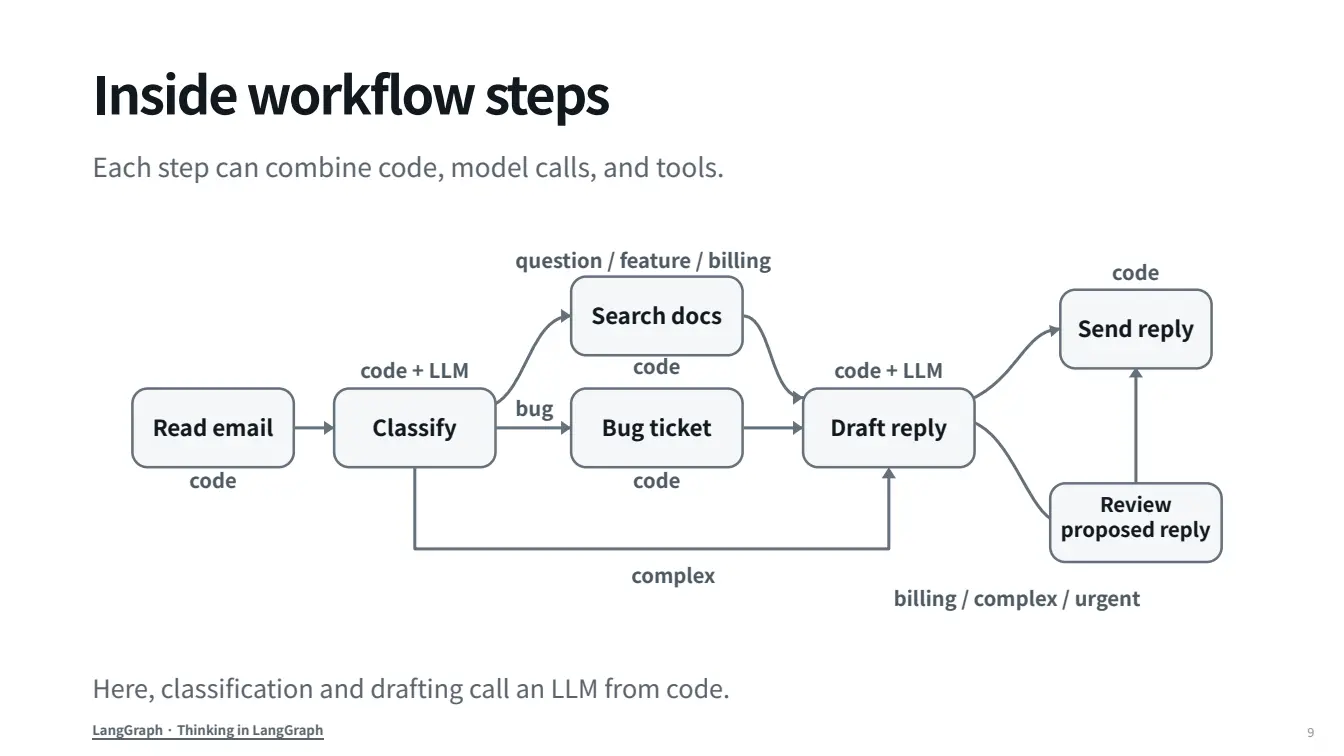 Inside workflow steps
Each step can combine code, model calls, and tools.
question / feature / billing
Search docs
code
code
Send reply
code + LLM
code + LLM
Read email
code
Classify
bug
Bug ticket
code
Draft reply
Review
proposed reply
complex
billing / complex / urgent
Here, classification and drafting call an LLM from code.
LangGraph · Thinking in LangGraph
9